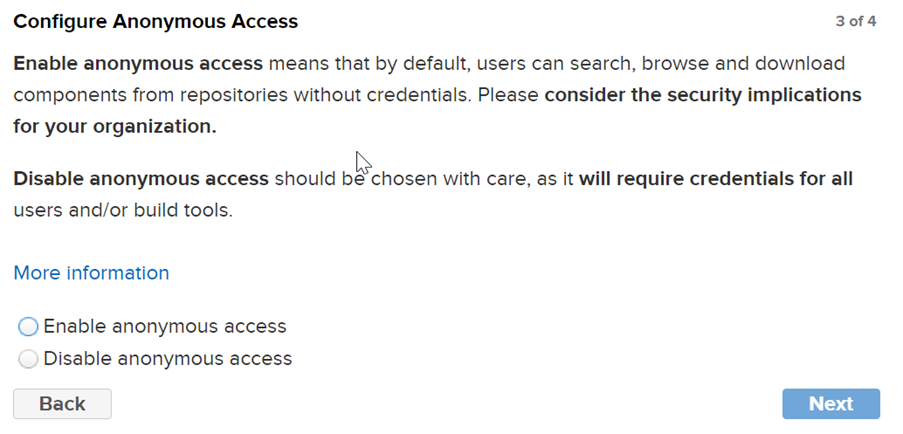 Configure Anonymous Access
3 of 4
Enable anonymous access means that by default, users can search, browse and download
components from repositories without credentials. Please consider the security implications
for your organization.
Disable anonymous access should be chosen with care, as it will require credentials for all
users and/or build tools.
More information
Enable anonymous access
Disable anonymous access
Back
Next